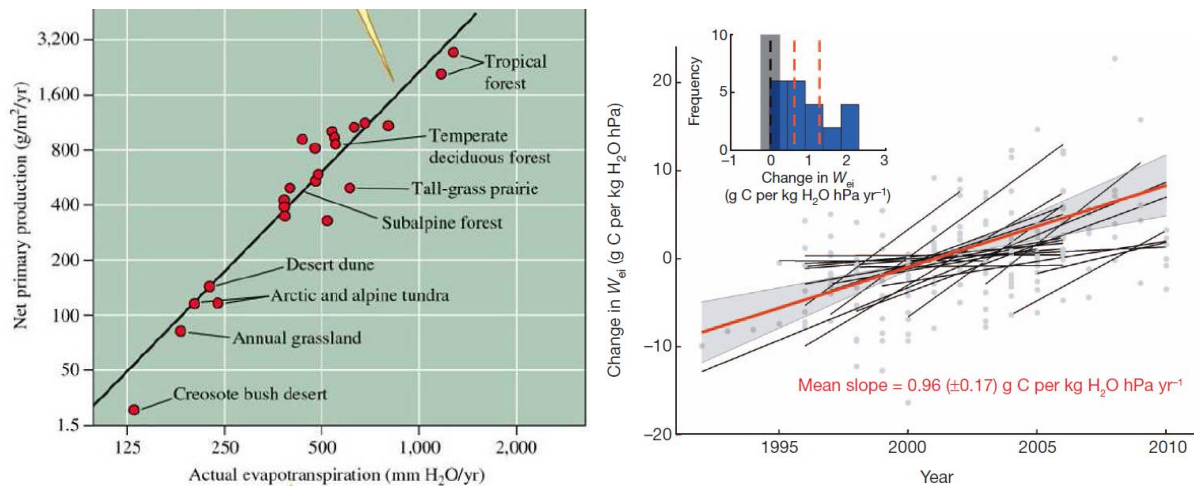 Net primary production (g/m²/yr)
3,200
1,600
800
400
200
100
50
1.5
Tropical
forest
Temperate
deciduous forest
Tall-grass prairie
Subalpine forest
Desert dune
Arctic and alpine tundra
Annual grassland
Creosote bush desert
125
250
500
1,000
2,000
Actual evapotranspiration (mm H₂O/yr)
Change in Wₑᵢ (g C per kg H₂O hPa)
20
10
0
–10
–20
Frequency
10
5
0
–1
0
1
2
3
Change in Wₑᵢ
(g C per kg H₂O hPa yr⁻¹)
Mean slope = 0.96 (±0.17) g C per kg H₂O hPa yr⁻¹
1995
2000
2005
2010
Year